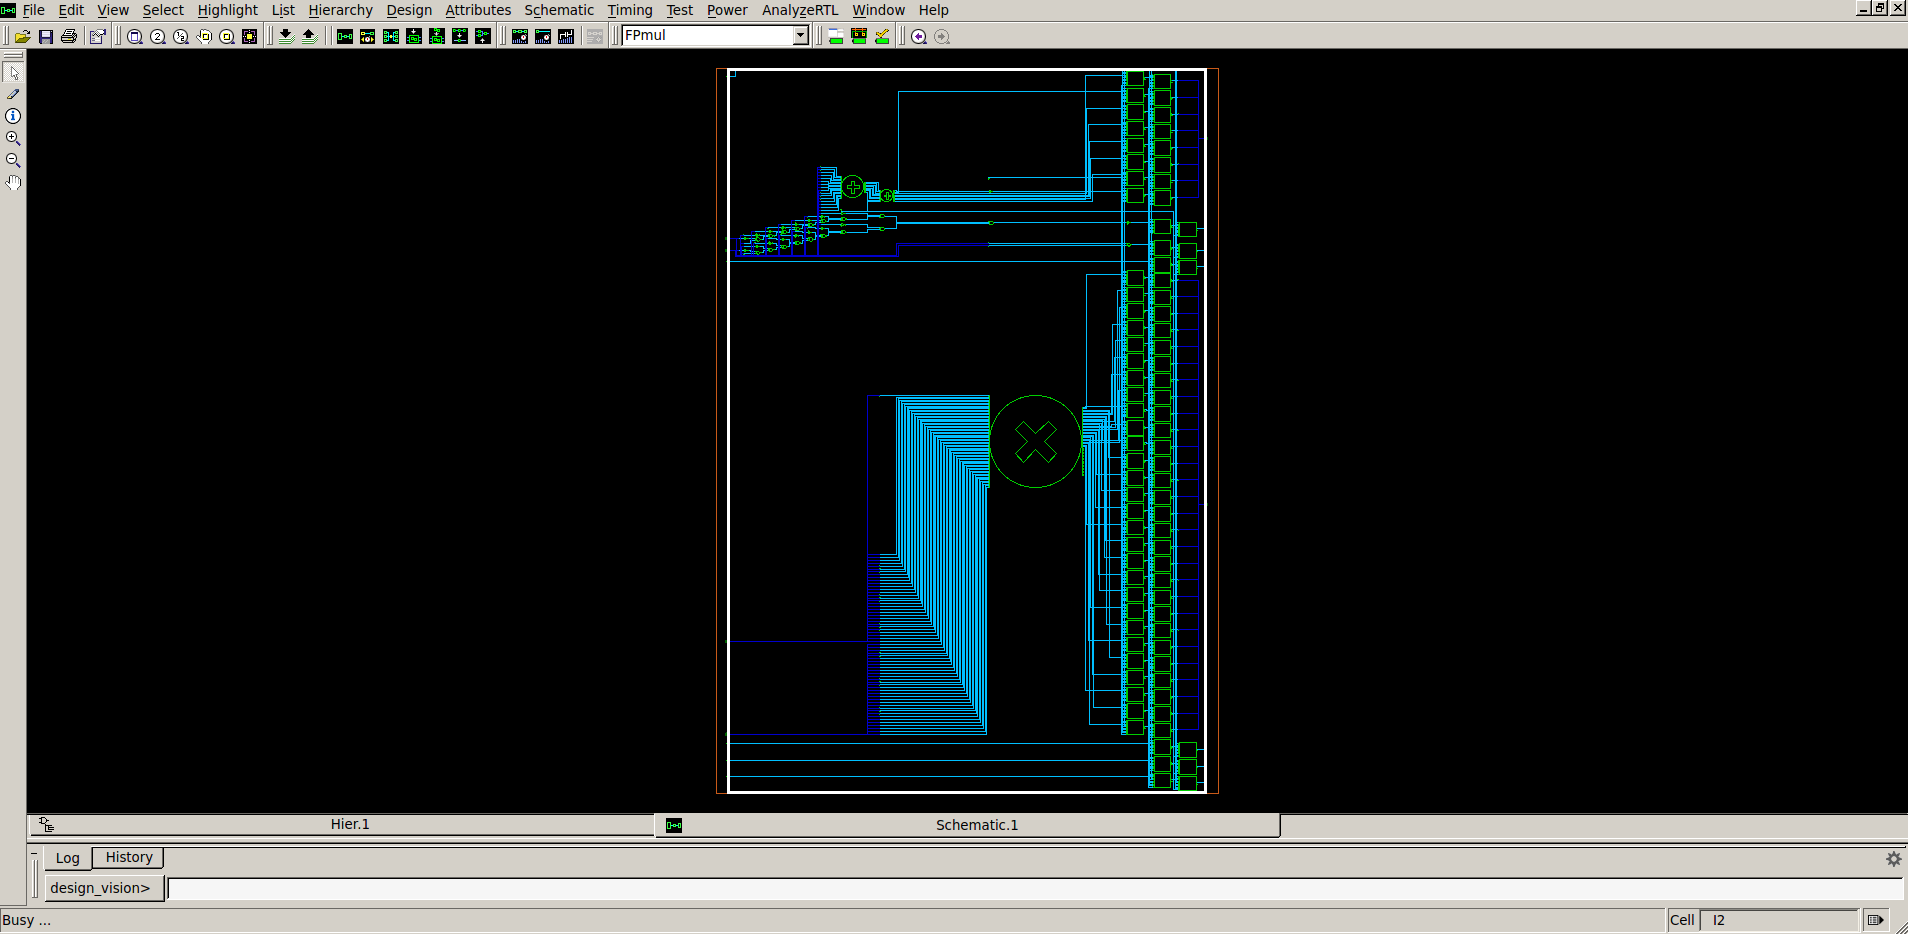 File Edit View Select Highlight List Hierarchy Design Attributes Schematic Timing Test Power AnalyzeRTL Window Help
FPmul
Hier.1 Schematic.1
Log History
design_vision>
Busy ... Cell I2